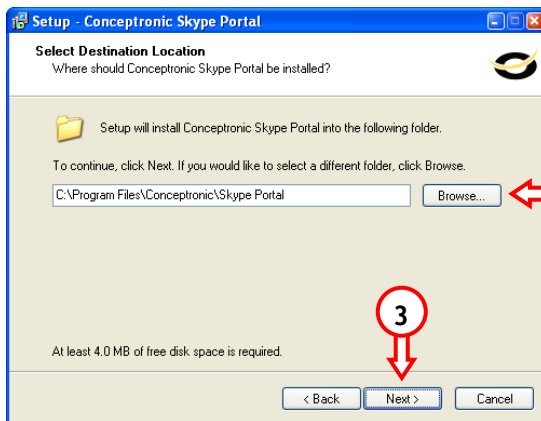 Setup - Conceptronic Skype Portal
Select Destination Location
Where should Conceptronic Skype Portal be installed?
Setup will install Conceptronic Skype Portal into the following folder.
To continue, click Next. If you would like to select a different folder, click Browse.
C:\Program Files\Conceptronic\Skype Portal
Browse...
3
At least 4.0 MB of free disk space is required.
< Back
Next >
Cancel